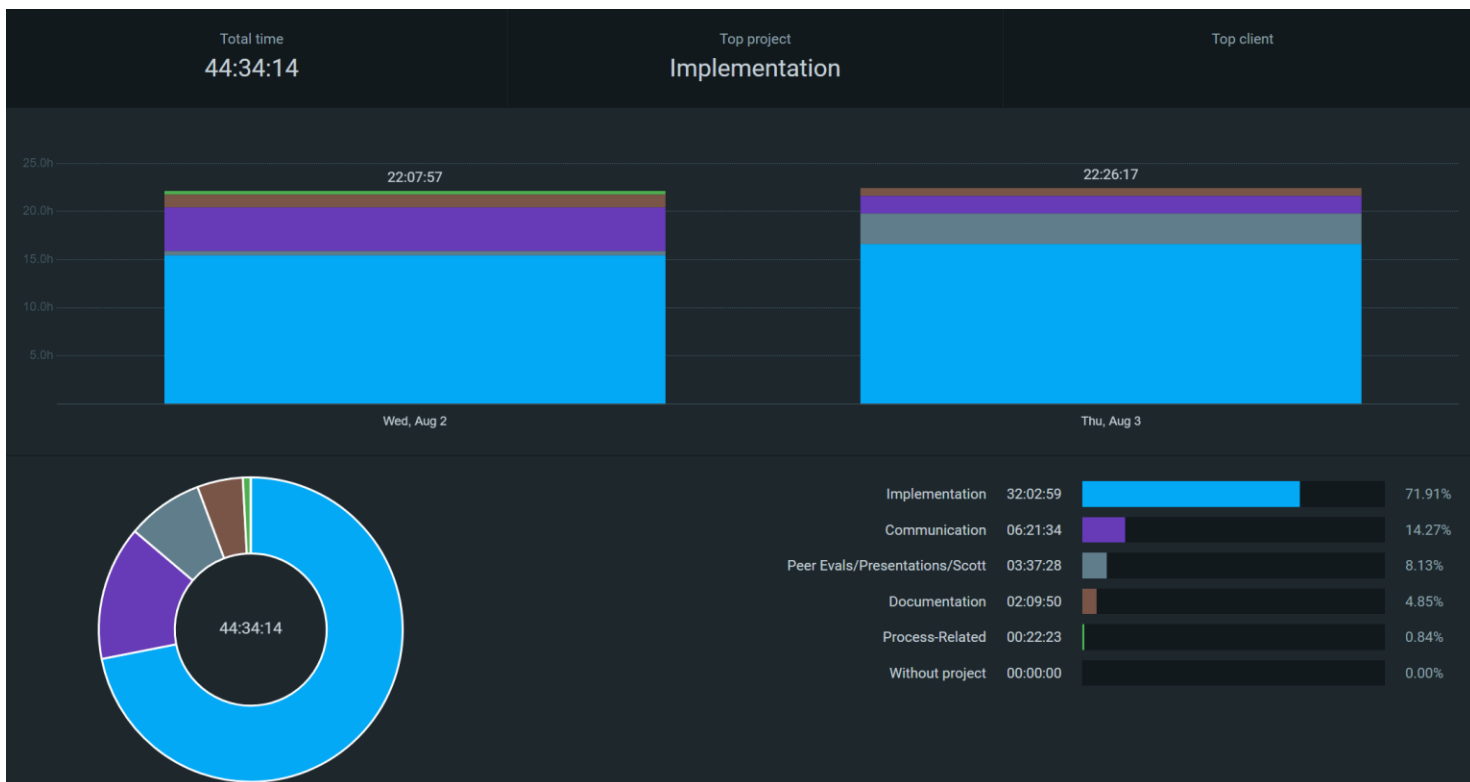 Total time
44:34:14
Top project
Implementation
Top client
25.0h
20.0h
15.0h
10.0h
5.0h
22:07:57
22:26:17
Wed, Aug 2
Thu, Aug 3
44:34:14
Implementation 32:02:59 71.91%
Communication 06:21:34 14.27%
Peer Evals/Presentations/Scott 03:37:28 8.13%
Documentation 02:09:50 4.85%
Process-Related 00:22:23 0.84%
Without project 00:00:00 0.00%